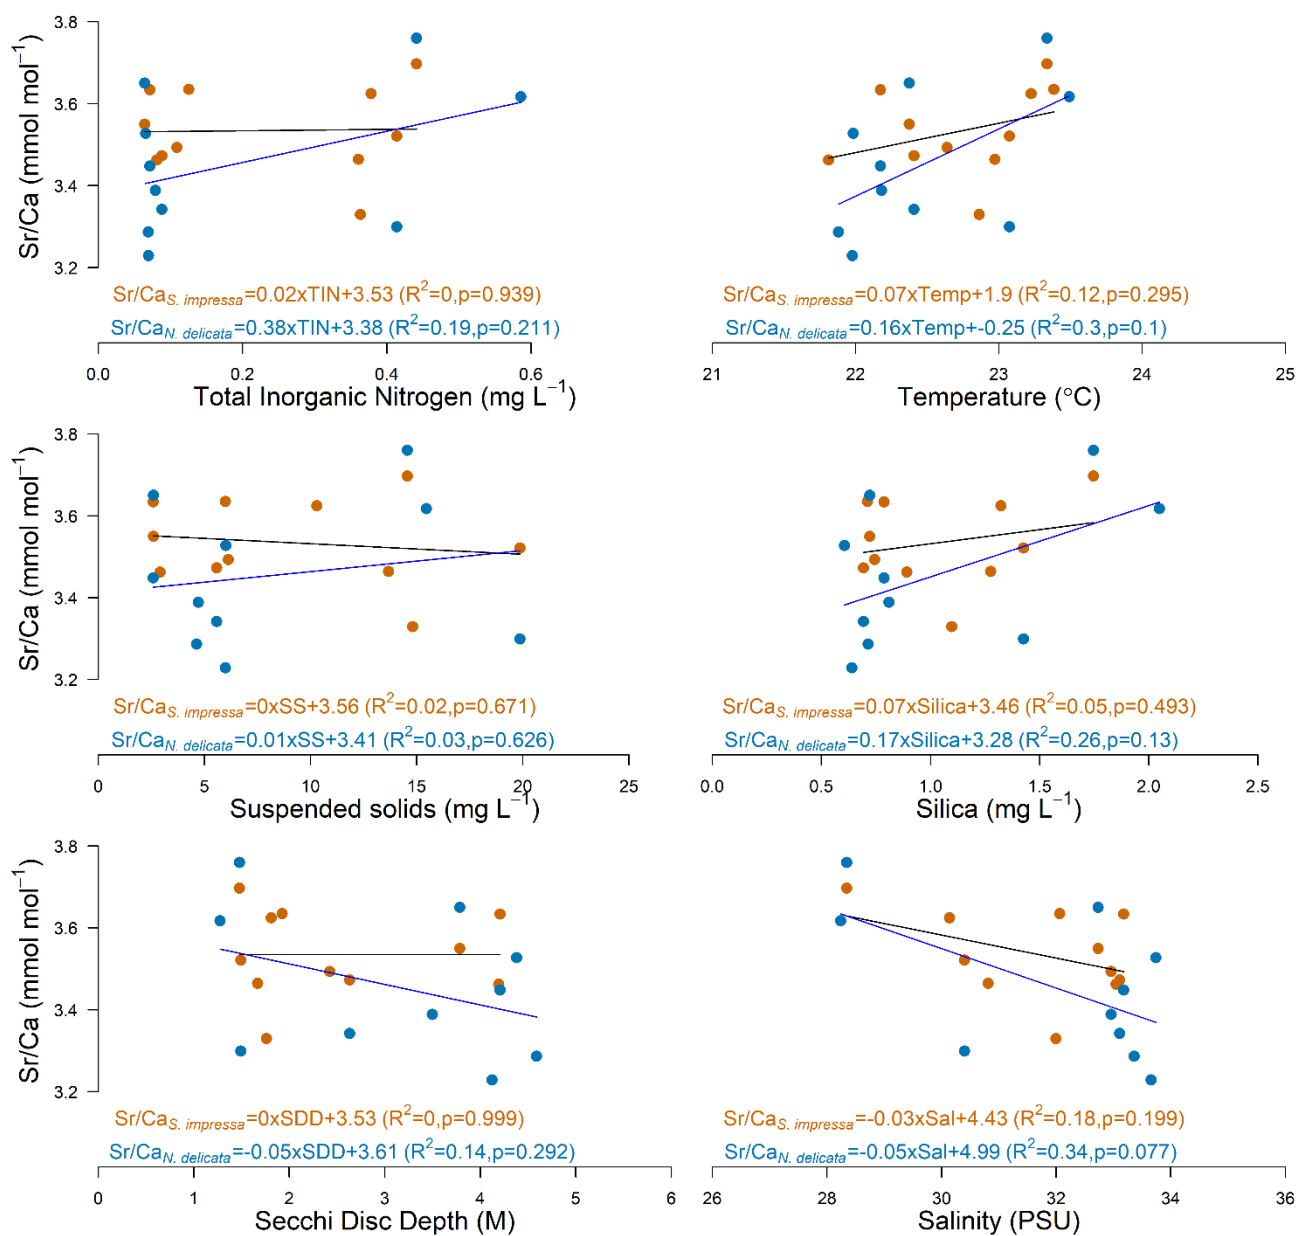 3.8
3.6
3.4
3.2
Sr/Ca (mmol mol⁻¹)
Sr/Ca S. impressa=0.02xTIN+3.53 (R²=0,p=0.939)
Sr/Ca N. delicata=0.38xTIN+3.38 (R²=0.19,p=0.211)
0.0 0.2 0.4 0.6
Total Inorganic Nitrogen (mg L⁻¹)
Sr/Ca S. impressa=0.07xTemp+1.9 (R²=0.12,p=0.295)
Sr/Ca N. delicata=0.16xTemp+-0.25 (R²=0.3,p=0.1)
21 22 23 24 25
Temperature (°C)
3.8
3.6
3.4
3.2
Sr/Ca (mmol mol⁻¹)
Sr/Ca S. impressa=0xSS+3.56 (R²=0.02,p=0.671)
Sr/Ca N. delicata=0.01xSS+3.41 (R²=0.03,p=0.626)
0 5 10 15 20 25
Suspended solids (mg L⁻¹)
Sr/Ca S. impressa=0.07xSilica+3.46 (R²=0.05,p=0.493)
Sr/Ca N. delicata=0.17xSilica+3.28 (R²=0.26,p=0.13)
0.0 0.5 1.0 1.5 2.0 2.5
Silica (mg L⁻¹)
3.8
3.6
3.4
3.2
Sr/Ca (mmol mol⁻¹)
Sr/Ca S. impressa=0xSDD+3.53 (R²=0,p=0.999)
Sr/Ca N. delicata=-0.05xSDD+3.61 (R²=0.14,p=0.292)
0 1 2 3 4 5 6
Secchi Disc Depth (M)
Sr/Ca S. impressa=-0.03xSal+4.43 (R²=0.18,p=0.199)
Sr/Ca N. delicata=-0.05xSal+4.99 (R²=0.34,p=0.077)
26 28 30 32 34 36
Salinity (PSU)